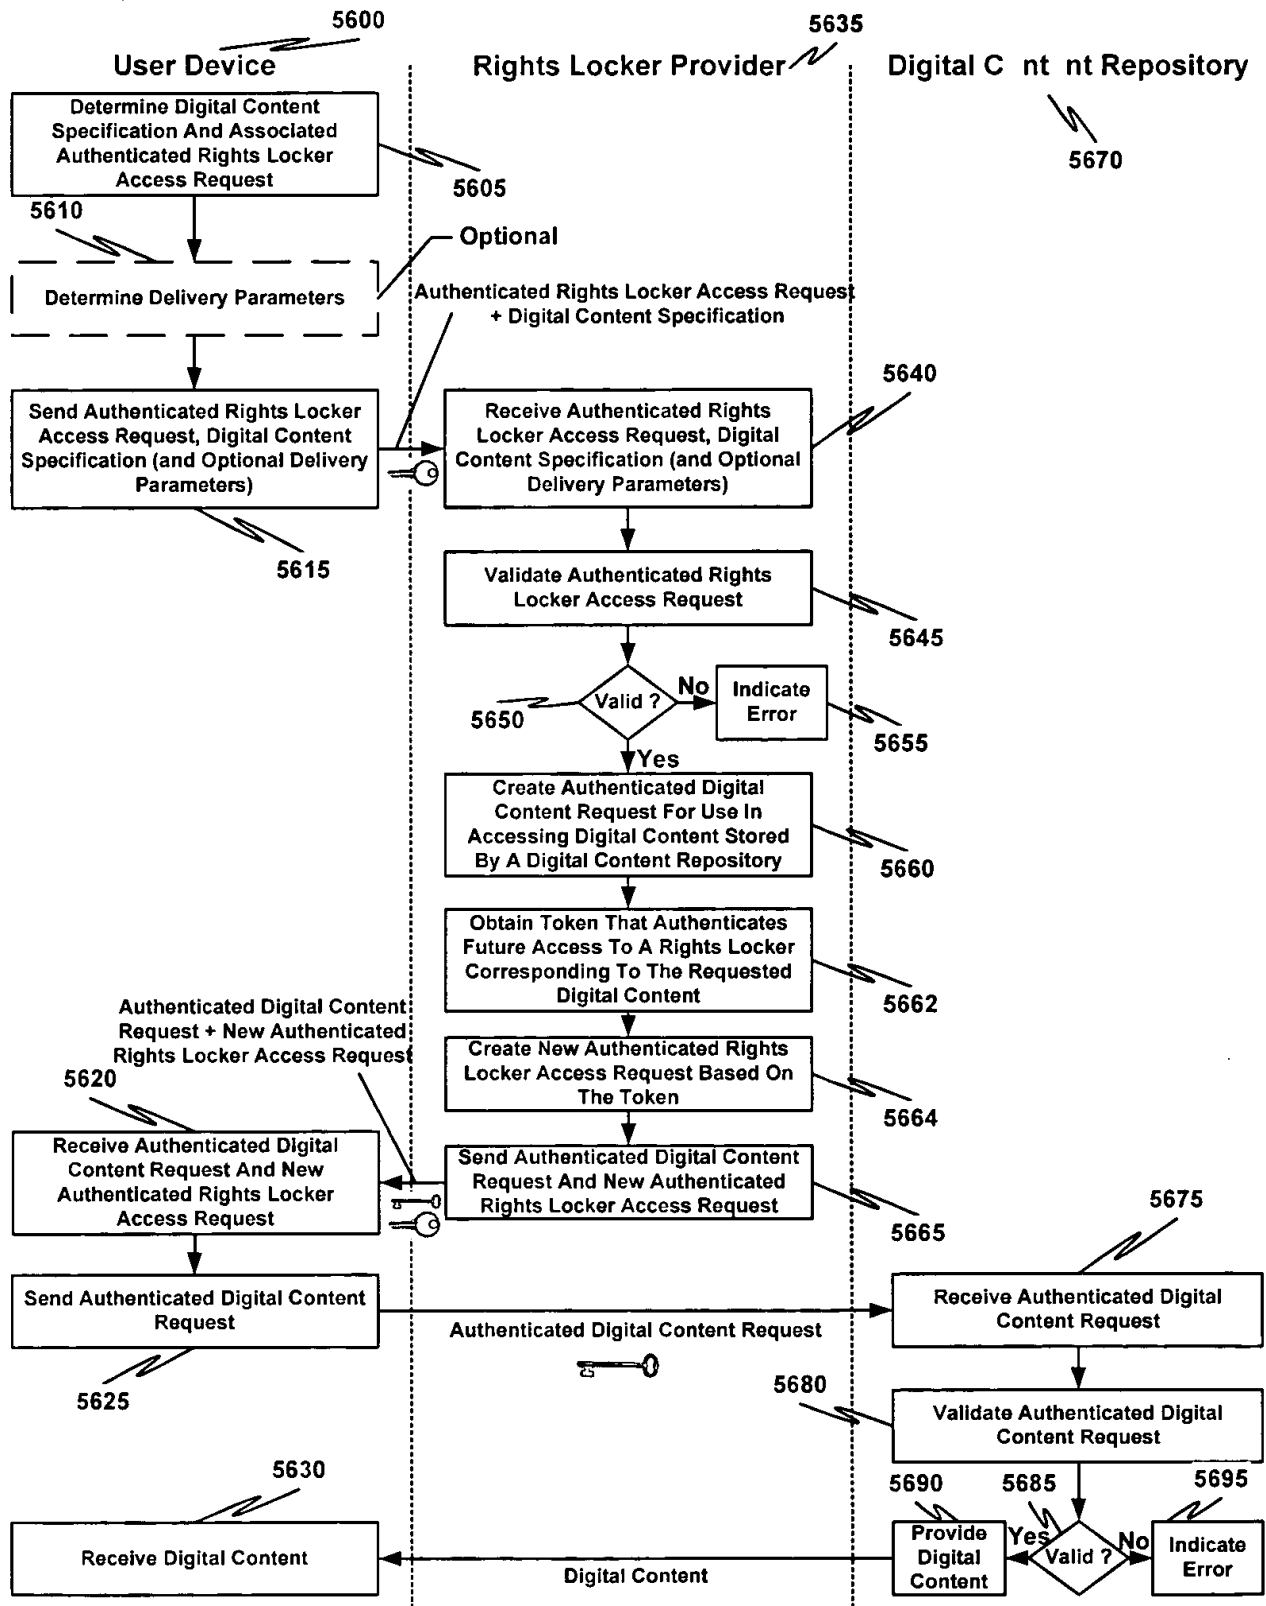 5600
5635
User Device
Rights Locker Provider
Digital C nt nt Repository
5670
Determine Digital Content
Specification And Associated
Authenticated Rights Locker
Access Request
5605
5610
Optional
Determine Delivery Parameters
Authenticated Rights Locker Access Request
+ Digital Content Specification
5640
Send Authenticated Rights Locker
Access Request, Digital Content
Specification (and Optional Delivery
Parameters)
5615
Receive Authenticated Rights
Locker Access Request, Digital
Content Specification (and Optional
Delivery Parameters)
Validate Authenticated Rights
Locker Access Request
5645
Valid ?
5650
No
Indicate
Error
5655
Yes
Create Authenticated Digital
Content Request For Use In
Accessing Digital Content Stored
By A Digital Content Repository
5660
Obtain Token That Authenticates
Future Access To A Rights Locker
Corresponding To The Requested
Digital Content
5662
Authenticated Digital Content
Request + New Authenticated
Rights Locker Access Request
Create New Authenticated Rights
Locker Access Request Based On
The Token
5664
5620
Receive Authenticated Digital
Content Request And New
Authenticated Rights Locker
Access Request
Send Authenticated Digital Content
Request And New Authenticated
Rights Locker Access Request
5665
5675
Send Authenticated Digital Content
Request
5625
Authenticated Digital Content Request
Receive Authenticated Digital
Content Request
5680
Validate Authenticated Digital
Content Request
5630
5690
5685
5695
Receive Digital Content
Digital Content
Provide
Digital
Content
Yes
Valid ?
No
Indicate
Error